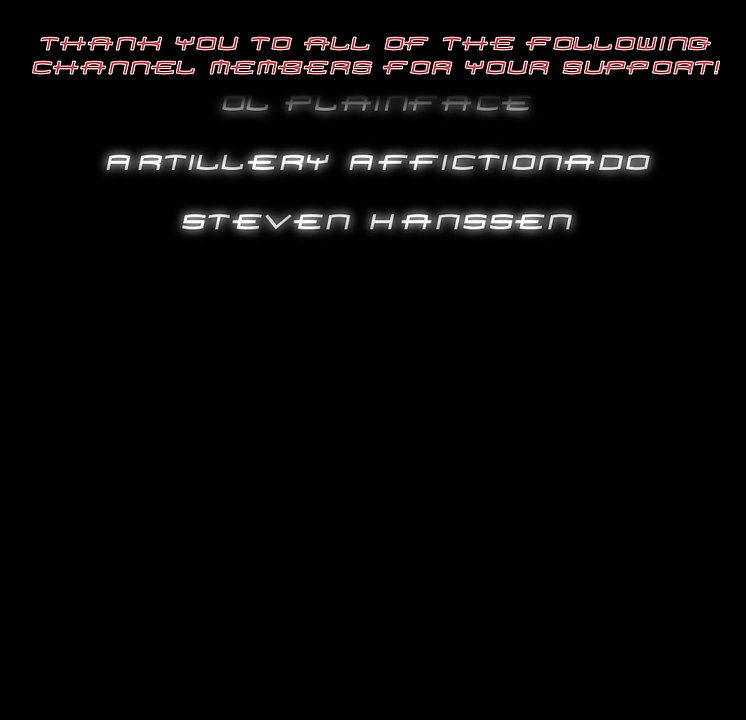 THANK YOU TO ALL OF THE FOLLOWING
CHANNEL MEMBERS FOR YOUR SUPPORT!
OL PLAINFACE
ARTILLERY AFFICTIONADO
STEVEN HANSSEN